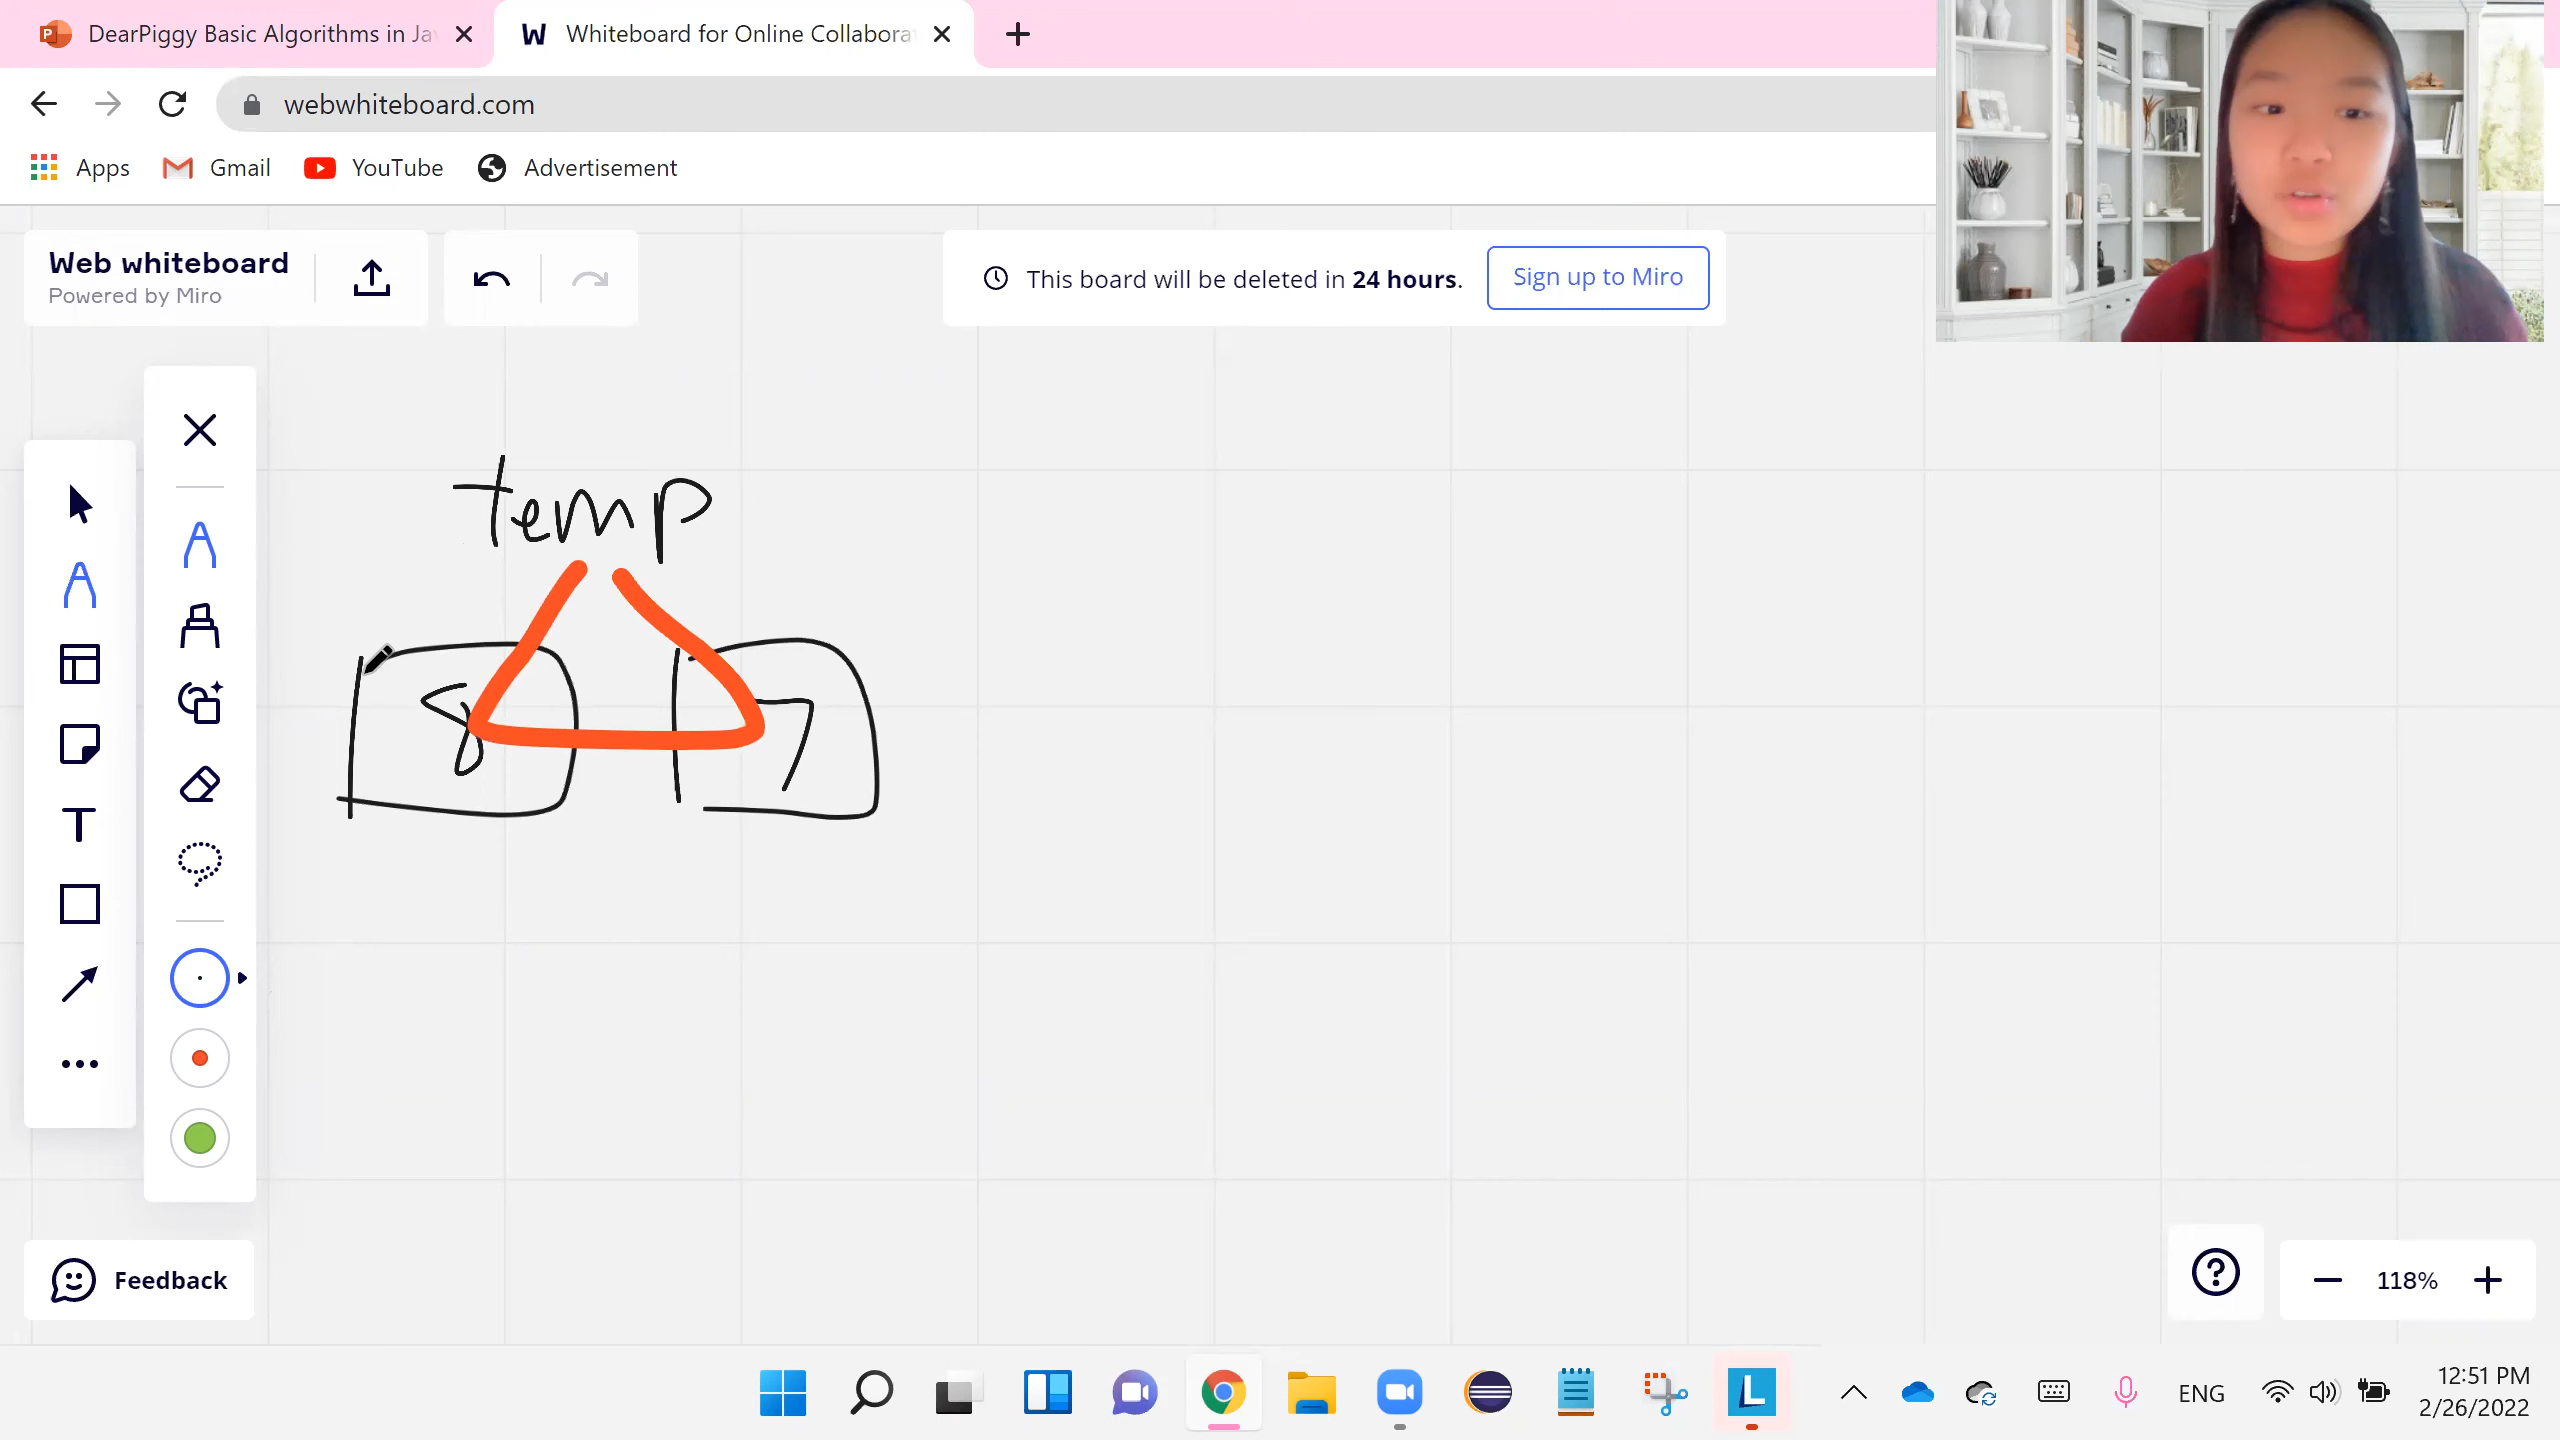 DearPiggy Basic Algorithms in Ja
Whiteboard for Online Collabora
webwhiteboard.com
Apps
Gmail
YouTube
Advertisement
Web whiteboard
Powered by Miro
This board will be deleted in 24 hours.
Sign up to Miro
temp
8
7
T
Feedback
118%
L
ENG
12:51 PM
2/26/2022